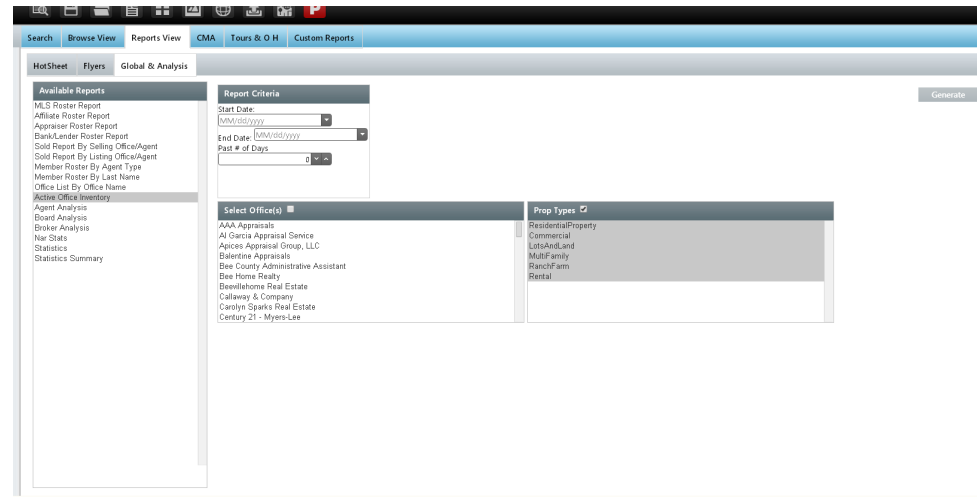 P
Search Browse View Reports View CMA Tours & O H Custom Reports
HotSheet Flyers Global & Analysis
Available Reports
MLS Roster Report
Affiliate Roster Report
Appraiser Roster Report
Bank/Lender Roster Report
Sold Report By Selling Office/Agent
Sold Report By Listing Office/Agent
Member Roster By Agent Type
Member Roster By Last Name
Office List By Office Name
Active Office Inventory
Agent Analysis
Board Analysis
Broker Analysis
Nar Stats
Statistics
Statistics Summary
Report Criteria
Start Date:
MM/dd/yyyy
End Date: MM/dd/yyyy
Past # of Days
0
Generate
Select Office(s)
AAA Appraisals
Al Garcia Appraisal Service
Apices Appraisal Group, LLC
Balentine Appraisals
Bee County Administrative Assistant
Bee Home Realty
Beevillehome Real Estate
Callaway & Company
Carolyn Sparks Real Estate
Century 21 - Myers-Lee
Prop Types
ResidentialProperty
Commercial
LotsAndLand
MultiFamily
RanchFarm
Rental